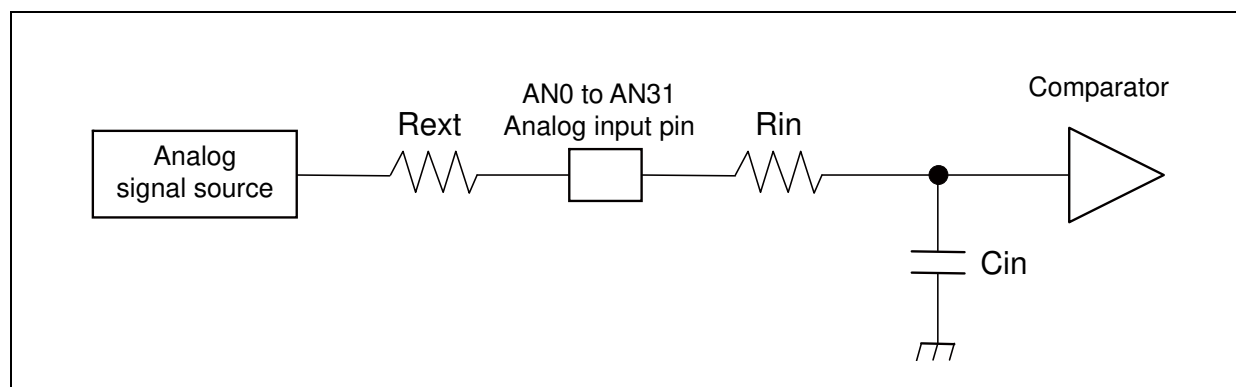 Comparator
AN0 to AN31
Analog input pin
Rext
Rin
Analog
signal source
Cin